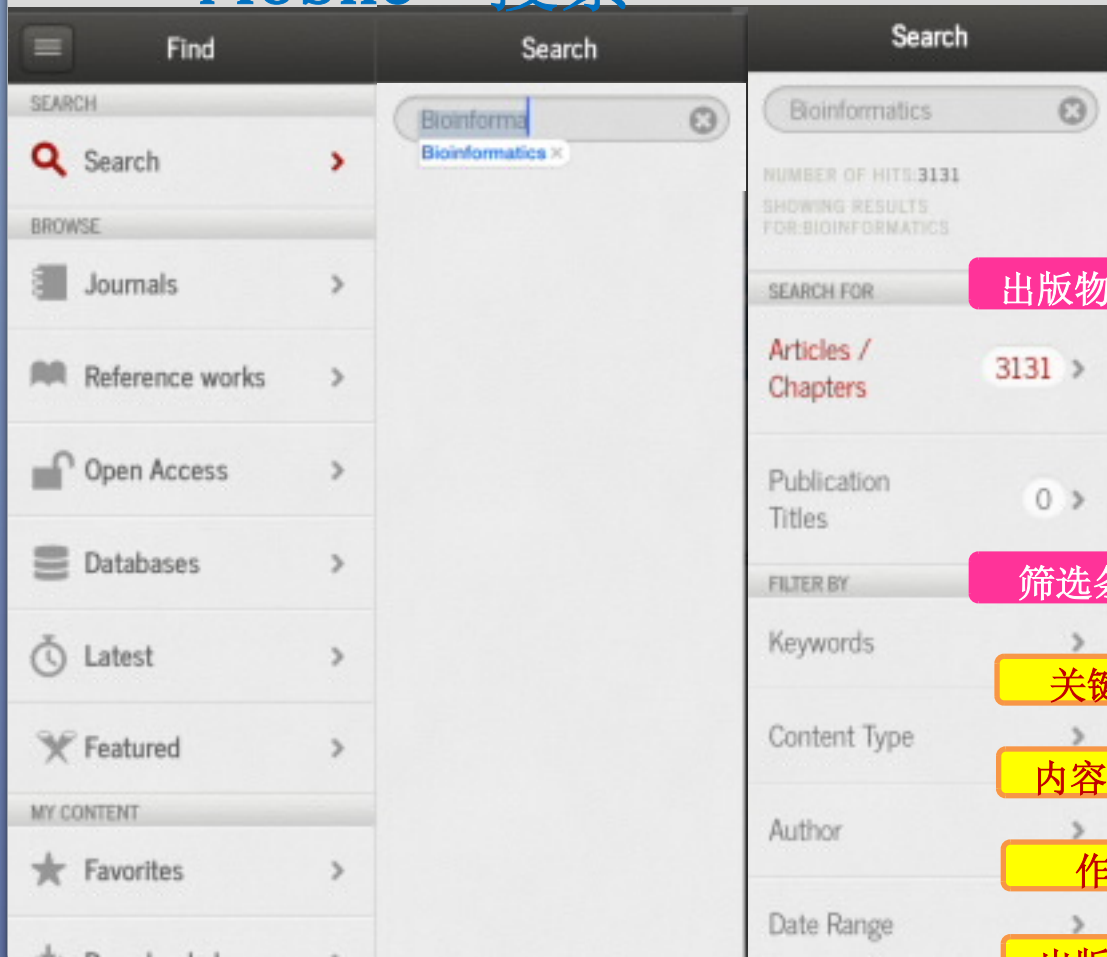 Find
SEARCH
Search
BROWSE
Journals
Reference works
Open Access
Databases
Latest
Featured
MY CONTENT
Favorites
Search
Bioinforma
Bioinformatics
Search
Bioinformatics
NUMBER OF HITS:3131
SHOWING RESULTS
FOR:BIOINFORMATICS
SEARCH FOR
出版物
Articles /
Chapters
3131
Publication
Titles
0
FILTER BY
筛选
Keywords
关
Content Type
内容
Author
作
Date Range